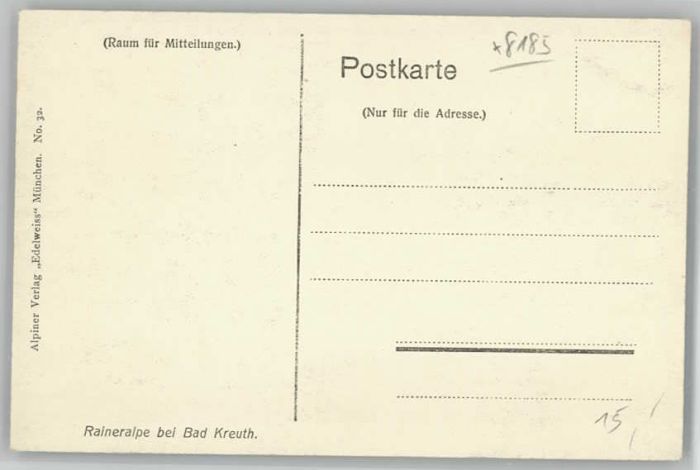 (Raum für Mitteilungen.)
Alpiner Verlag „Edelweiss“ München. No. 32.
Raineralpe bei Bad Kreuth.
×8185
Postkarte
(Nur für die Adresse.)
15,